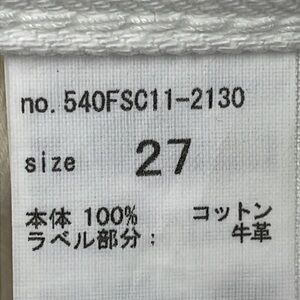 no. 540FSC11-2130
size 27
本体 100% コットン
ラベル部分： 牛革